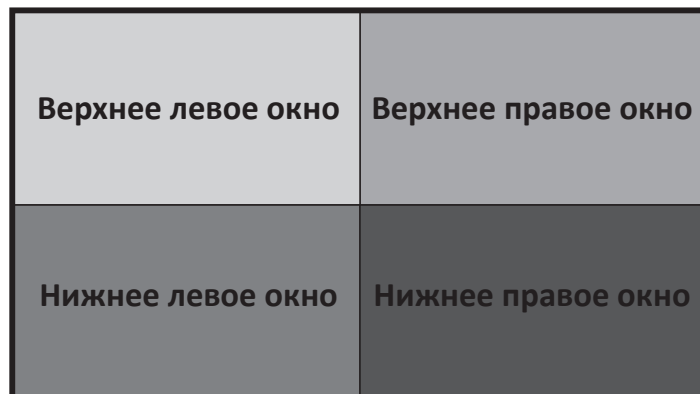 Верхнее левое окно
Верхнее правое окно
Нижнее левое окно
Нижнее правое окно